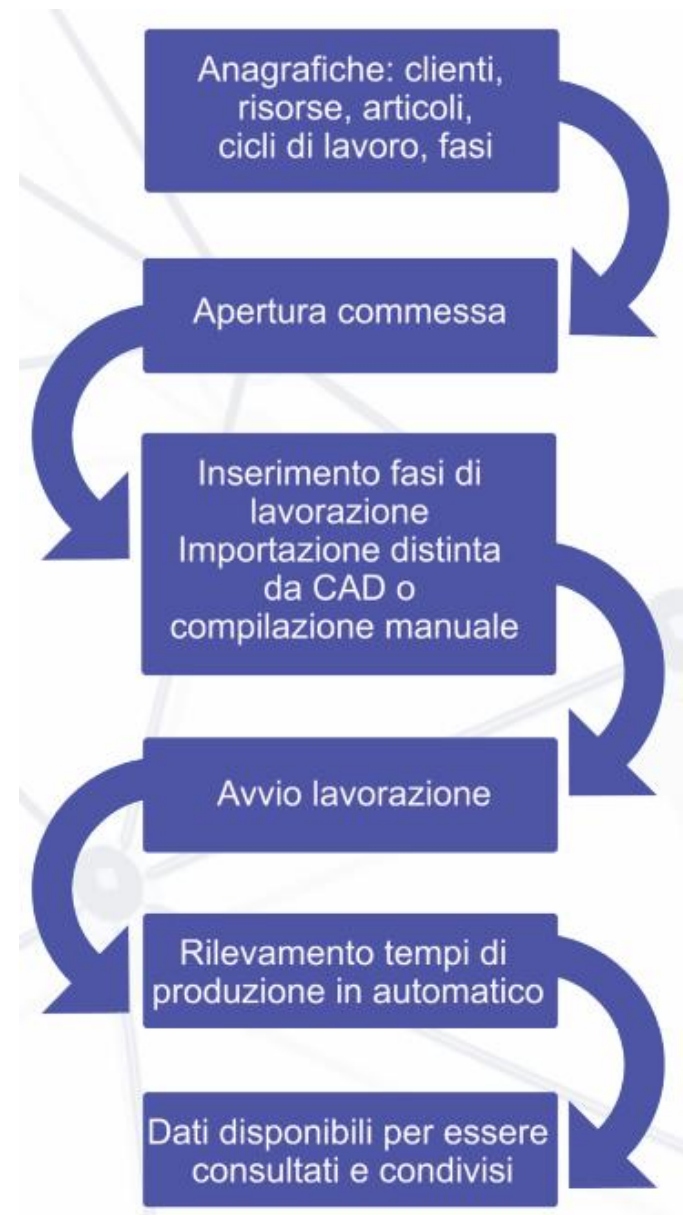 Anagrafiche: clienti,
risorse, articoli,
cicli di lavoro, fasi
Apertura commessa
Inserimento fasi di
lavorazione
Importazione distinta
da CAD o
compilazione manuale
Avvio lavorazione
Rilevamento tempi di
produzione in automatico
Dati disponibili per essere
consultati e condivisi